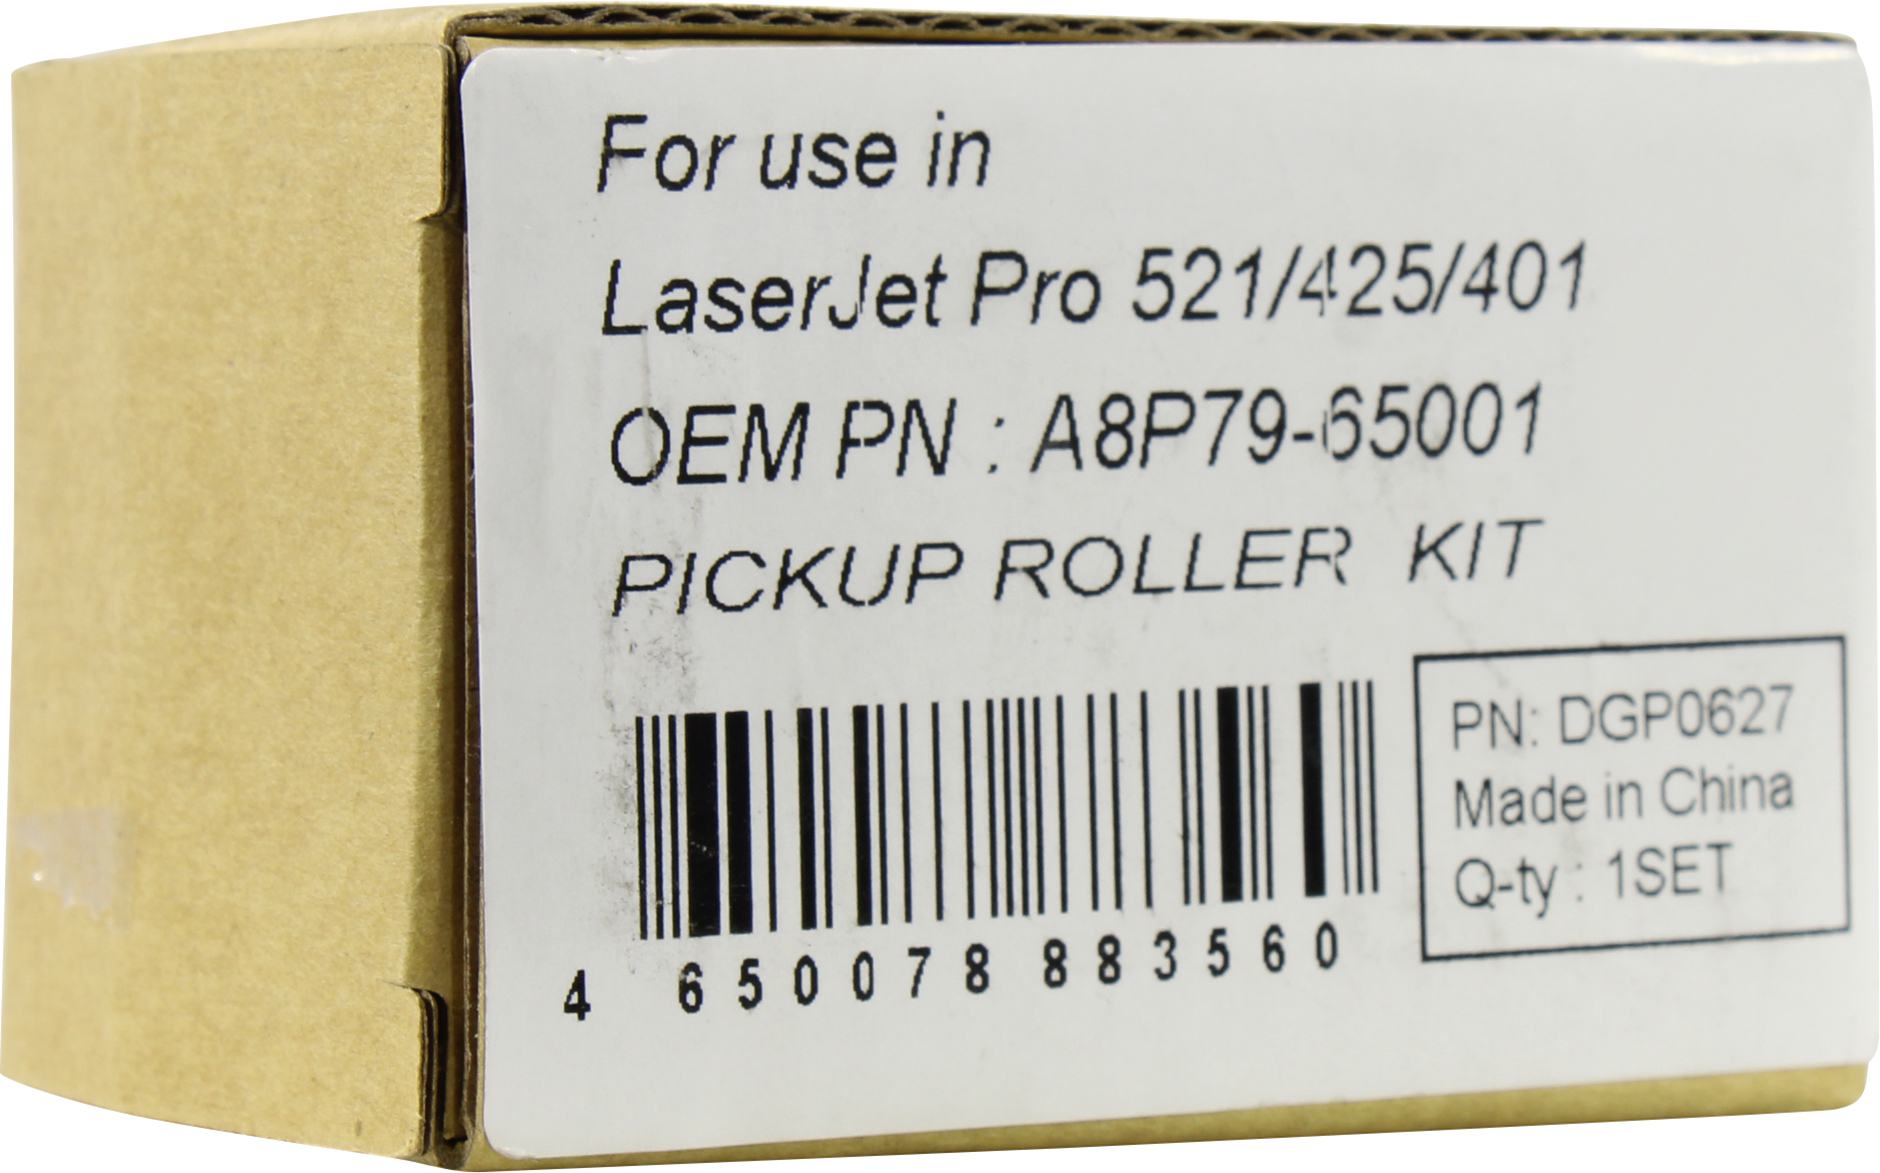 For use in
LaserJet Pro 521/425/401
OEM PN : A8P79-65001
PICKUP ROLLER KIT
PN: DGP0627
Made in China
Q-ty : 1SET
4 650078 883560